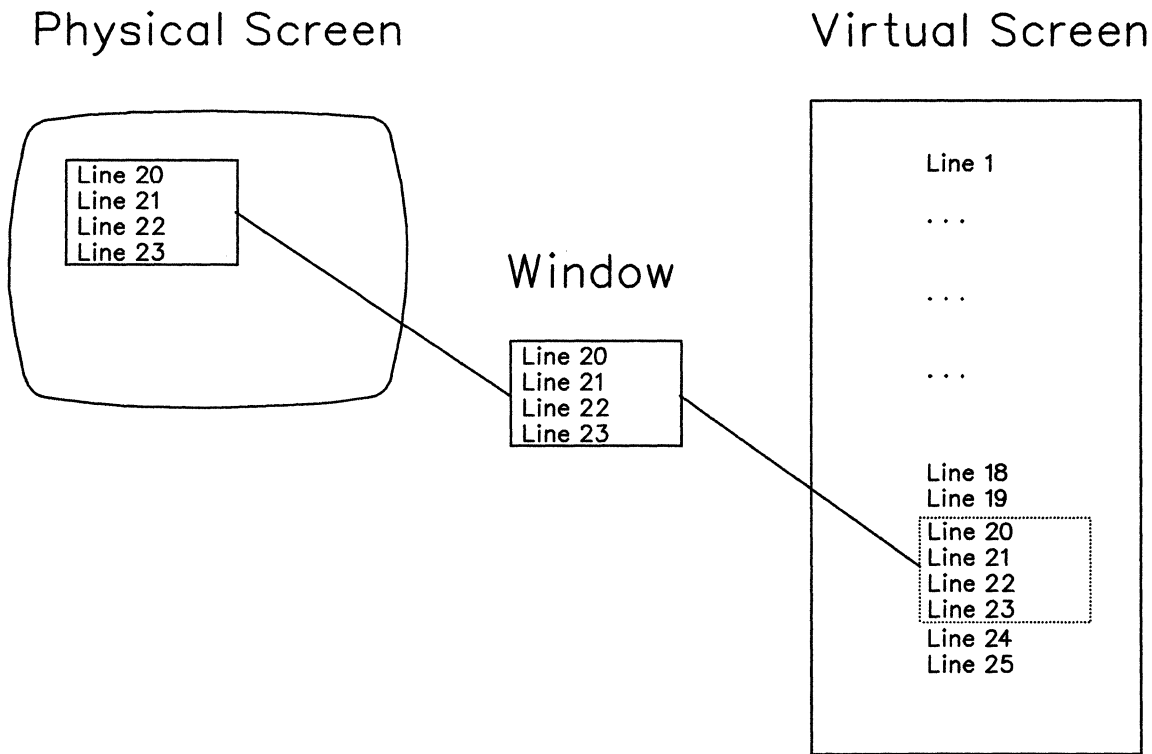 Physical Screen
Virtual Screen
Line 20
Line 21
Line 22
Line 23
Window
Line 20
Line 21
Line 22
Line 23
Line 1
...
...
...
Line 18
Line 19
Line 20
Line 21
Line 22
Line 23
Line 24
Line 25